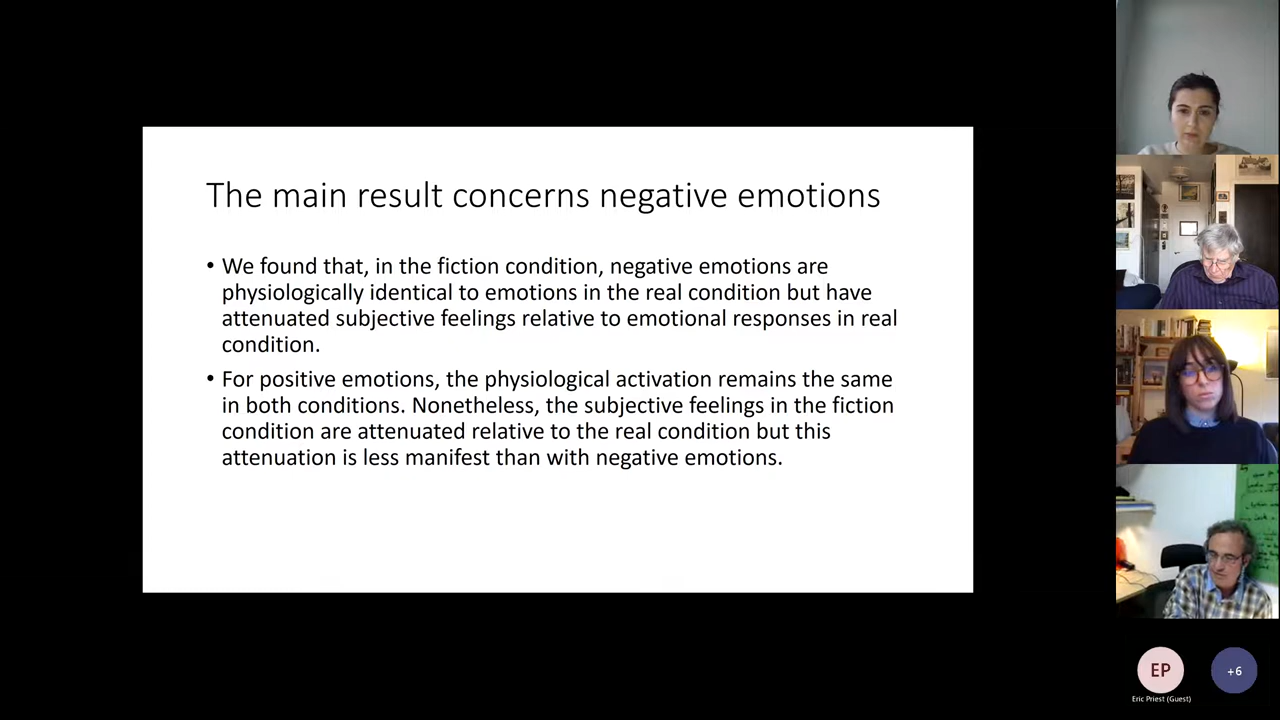 The main result concerns negative emotions
• We found that, in the fiction condition, negative emotions are
physiologically identical to emotions in the real condition but have
attenuated subjective feelings relative to emotional responses in real
condition.
• For positive emotions, the physiological activation remains the same
in both conditions. Nonetheless, the subjective feelings in the fiction
condition are attenuated relative to the real condition but this
attenuation is less manifest than with negative emotions.
EP
+6
Eric Priest (Guest)